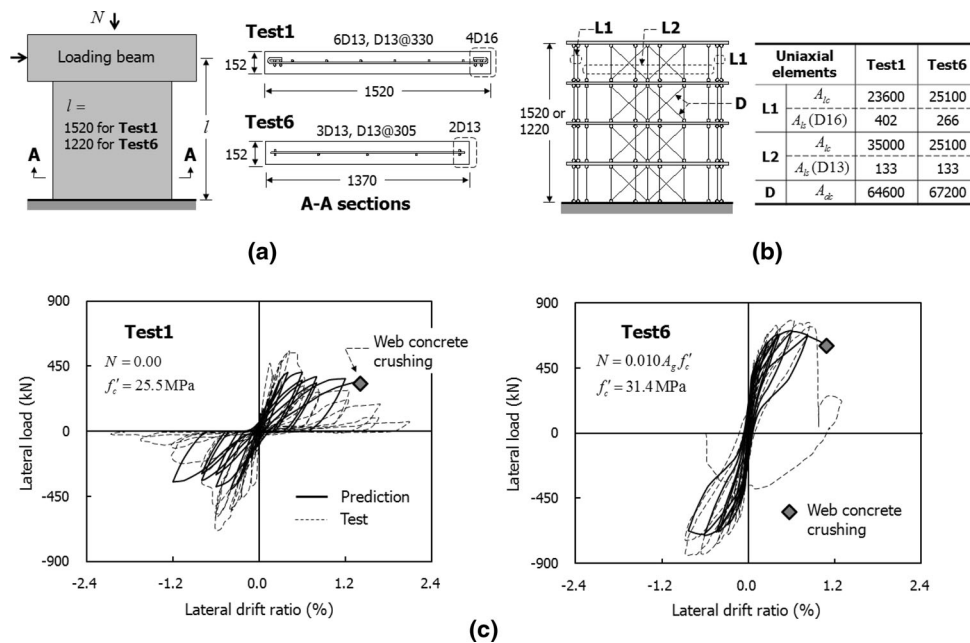 N
Loading beam
l =
1520 for Test1
1220 for Test6
l
A
A
Test1
6D13, D13@330
4D16
152
1520
Test6
3D13, D13@305
2D13
152
1370
A-A sections
(a)
L1
L2
L1
D
1520 or
1220
Uniaxial elements Test1 Test6
L1 A_lc 23600 25100
A_ls (D16) 402 266
L2 A_lc 35000 25100
A_ls (D13) 133 133
D A_dc 64600 67200
(b)
900
450
0
-450
-900
Lateral load (kN)
Test1
N = 0.00
f_c′ = 25.5 MPa
Web concrete
crushing
Prediction
Test
-2.4 -1.2 0.0 1.2 2.4
Lateral drift ratio (%)
900
450
0
-450
-900
Lateral load (kN)
Test6
N = 0.010 A_g f_c′
f_c′ = 31.4 MPa
Web concrete
crushing
-2.4 -1.2 0.0 1.2 2.4
Lateral drift ratio (%)
(c)